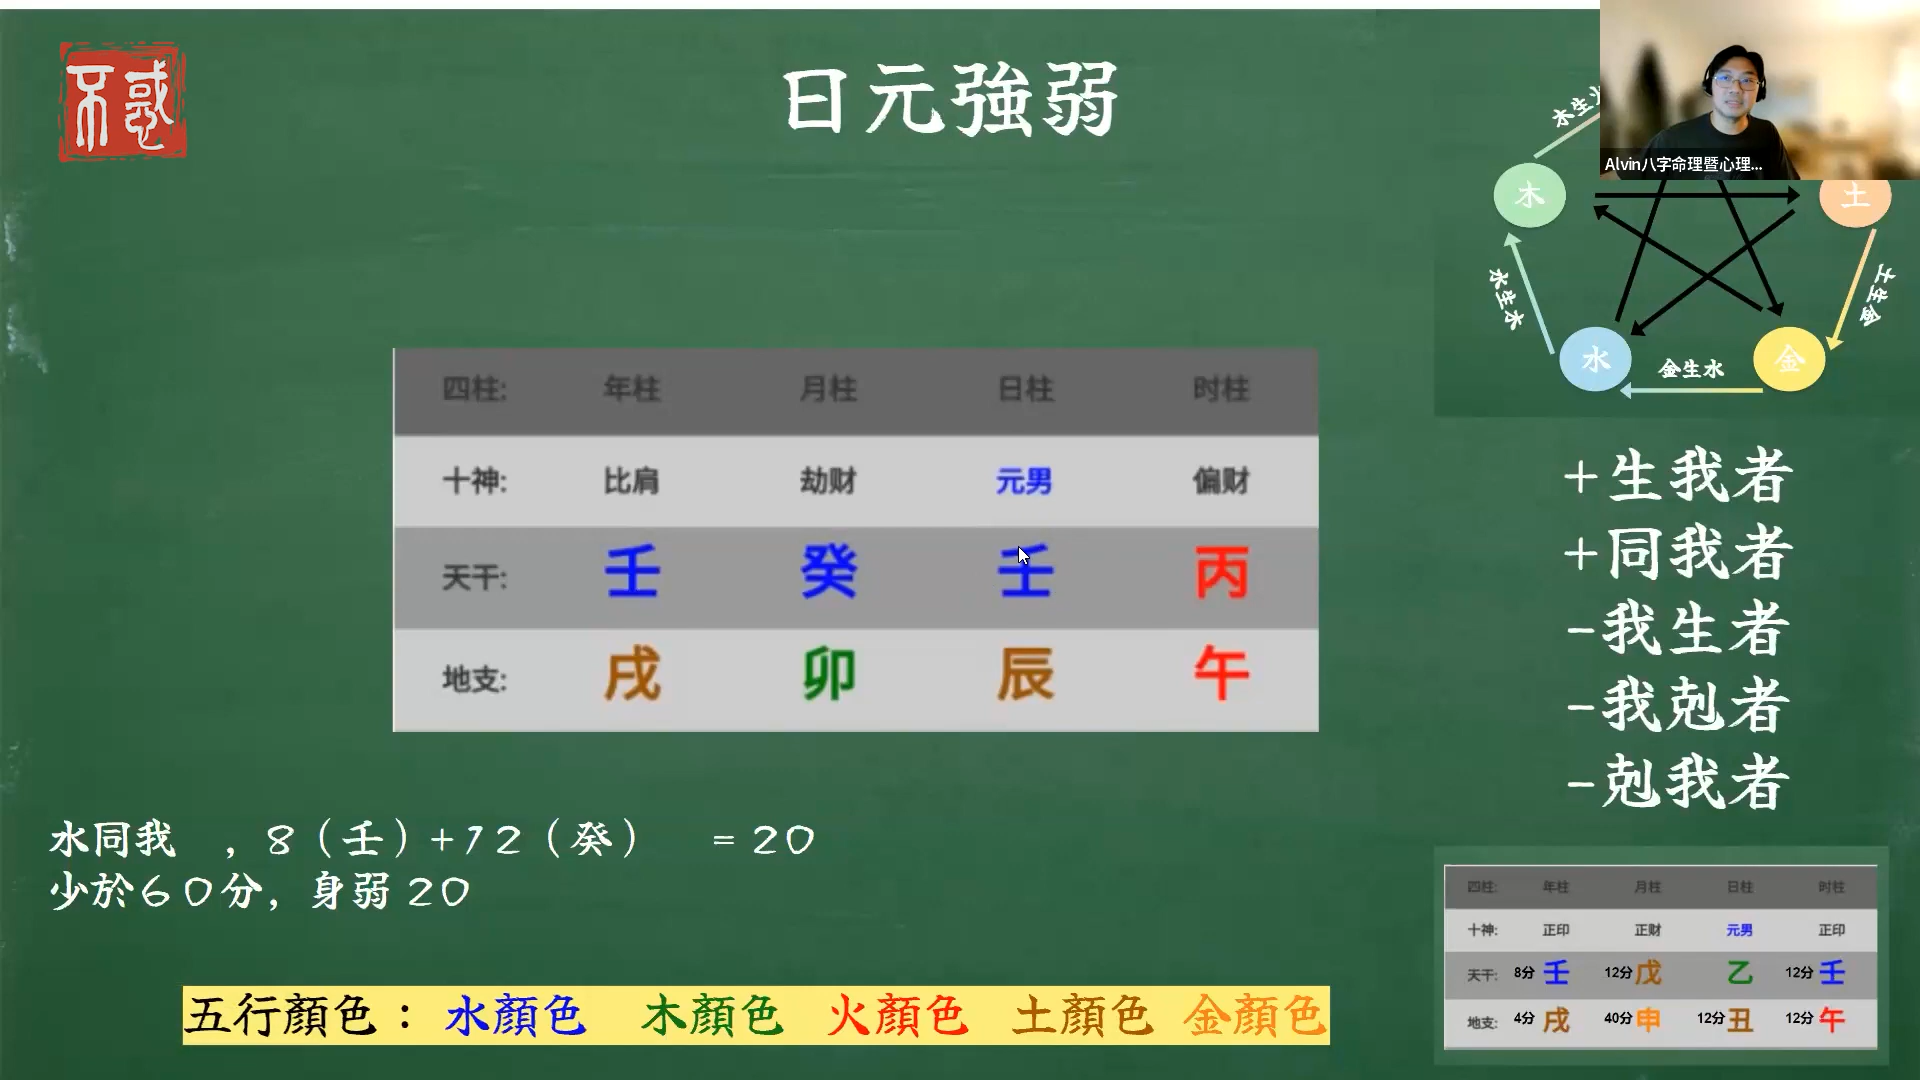 不惑
日元強弱
木生火
Alvin八字命理暨心理...
木
土
水生木
土生金
水
金生水
金
四柱: 年柱 月柱 日柱 时柱
十神: 比肩 劫财 元男 偏财
天干: 壬 癸 壬 丙
地支: 戌 卯 辰 午
+生我者
+同我者
-我生者
-我剋者
-剋我者
水同我 ，8（壬）+12（癸） = 20
少於60分，身弱20
四柱: 年柱 月柱 日柱 时柱
十神: 正印 正财 元男 正印
天干: 8分 壬 12分 戊 乙 12分 壬
地支: 4分 戌 40分 申 12分 丑 12分 午
五行顏色： 水顏色 木顏色 火顏色 土顏色 金顏色